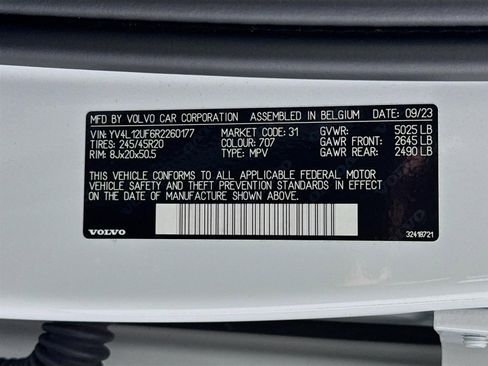 MFD. BY VOLVO CAR CORPORATION ASSEMBLED IN BELGIUM DATE: 09/23
VIN: YV4L12UF6R2260177 MARKET CODE: 31 GVWR: 5025 LB
TIRES: 245/45R20 COLOUR: 707 GAWR FRONT: 2645 LB
RIM: 8Jx20x50.5 TYPE: MPV GAWR REAR: 2490 LB
THIS VEHICLE CONFORMS TO ALL APPLICABLE FEDERAL MOTOR
VEHICLE SAFETY AND THEFT PREVENTION STANDARDS IN EFFECT
ON THE DATE OF MANUFACTURE SHOWN ABOVE.
VOLVO 32418721